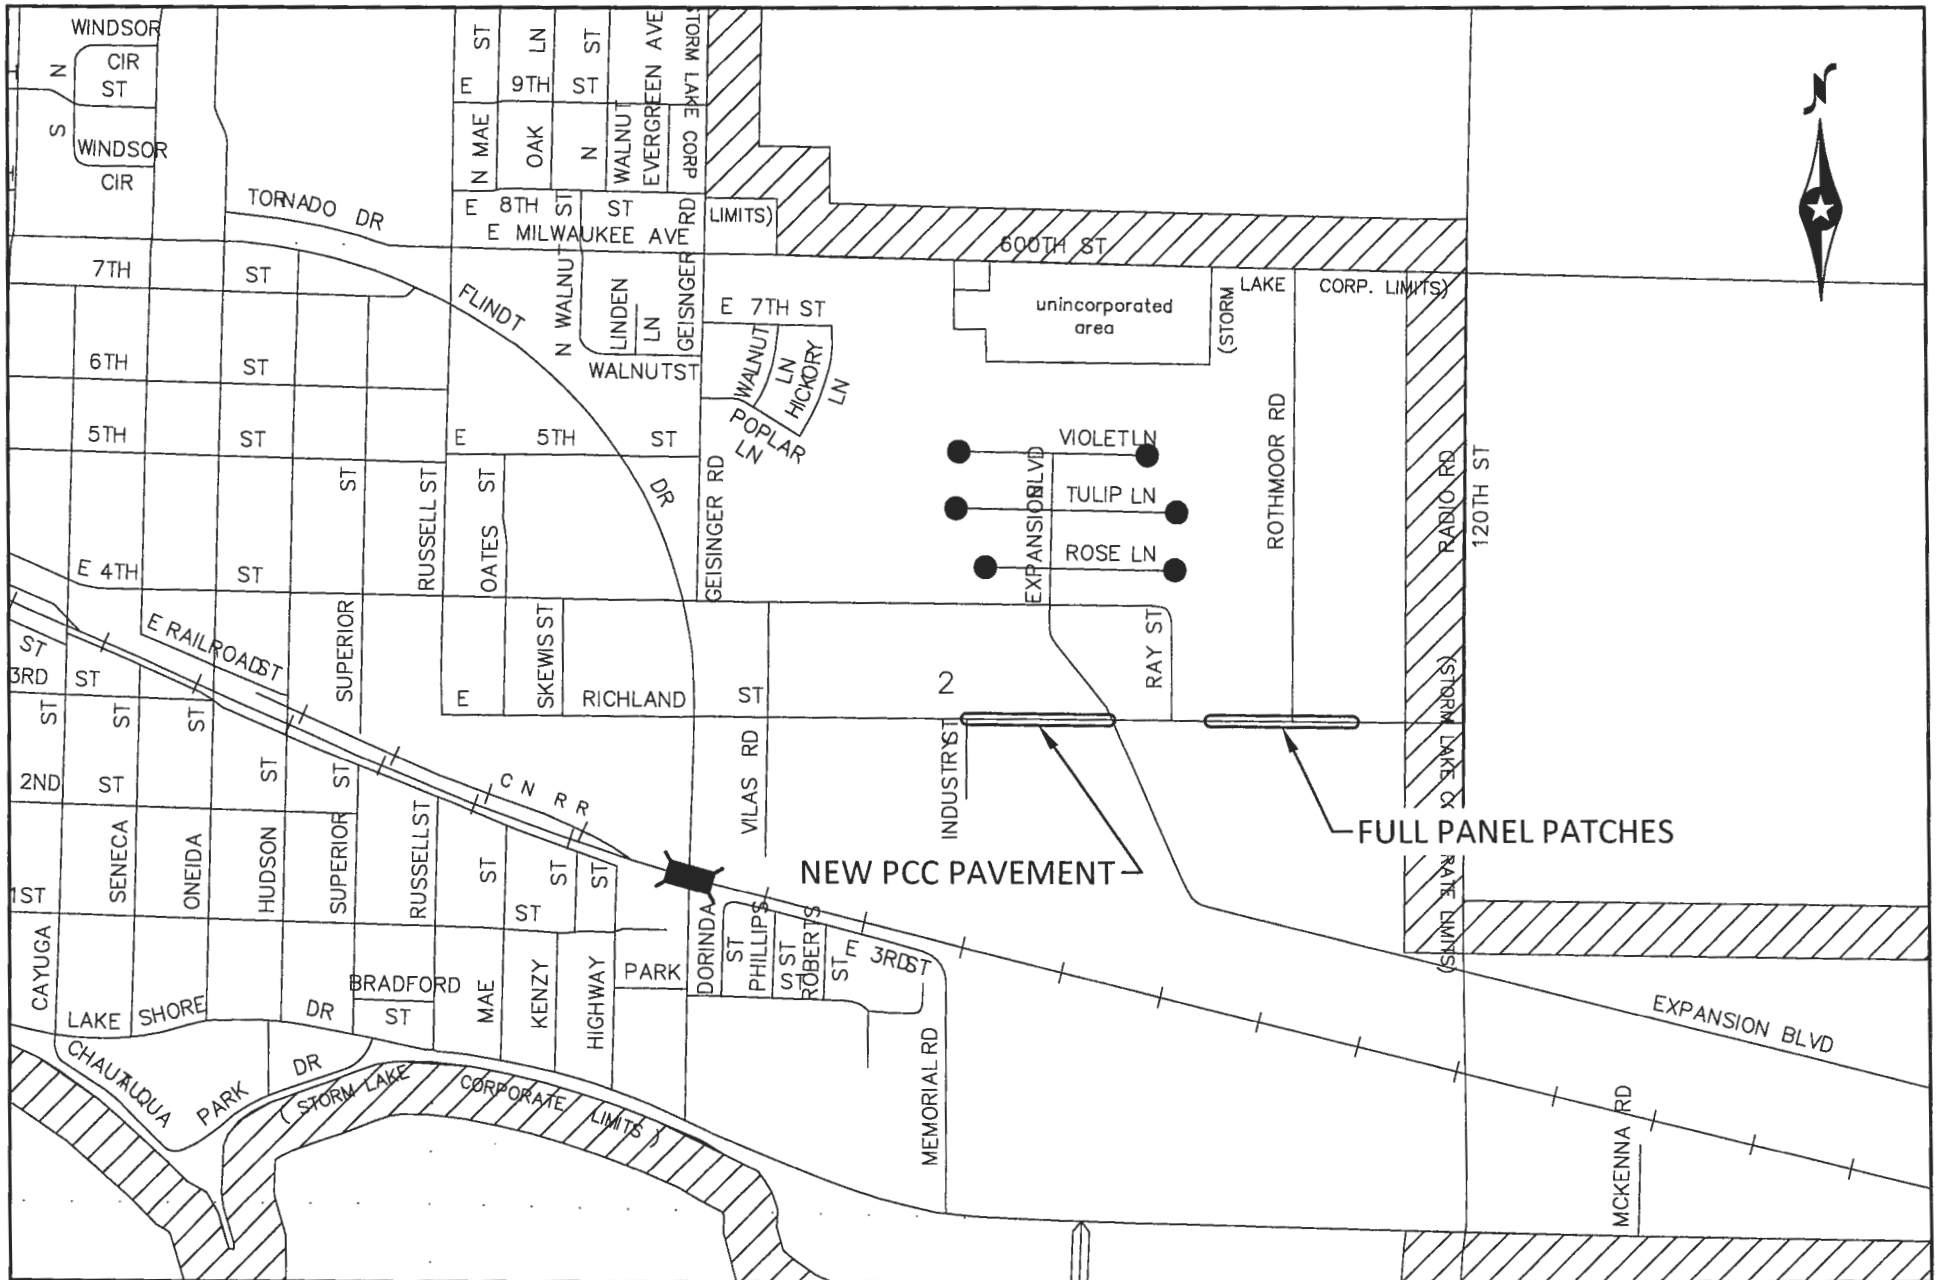 WINDSOR
CIR
N
ST
S
WINDSOR
CIR
ST
LN
ST
E 9TH ST
N MAE
OAK
N
WALNUT
EVERGREEN AVE
STORM LAKE CORP
LIMITS)
N
TORNADO DR
E 8TH ST
ST
RD
E MILWAUKEE AVE
600TH ST
7TH ST
FLINDT
DR
N WALNUT
LINDEN
LN
GEISNGER
E 7TH ST
WALNUT
LN
HICKORY
LN
POPLAR
LN
WALNUTST
unincorporated
area
(STORM
LAKE
CORP. LIMITS)
6TH ST
5TH ST
E 5TH ST
VIOLETLN
TULIP LN
ROSE LN
EXPANSION
BLVD
ROTHMOOR RD
RADIO RD
120TH ST
GEISINGER RD
ST
RUSSELL ST
OATES ST
E 4TH ST
E RAILROAD ST
SUPERIOR
SKEWIS ST
E RICHLAND ST
2
RAY ST
(STORM LAKE CO
RATE LIMITS)
ST
3RD ST
ST
ST
ST
ST
ST
2ND ST
C N R R
VILAS RD
INDUSTRY
ST
NEW PCC PAVEMENT
FULL PANEL PATCHES
1ST
SENECA
ONEIDA
HUDSON
SUPERIOR
RUSSELL ST
ST
ST
ST
ST
CAYUGA
BRADFORD
ST
MAE
KENZY
HIGHWAY
PARK
DORINDA
ST
PHILLIPS
ST
ST
ROBERTS
ST
E 3RD ST
LAKE SHORE DR
CHAUTAUQUA
PARK
DR
( STORM LAKE
CORPORATE
LIMITS )
MEMORIAL RD
EXPANSION BLVD
MCKENNA RD